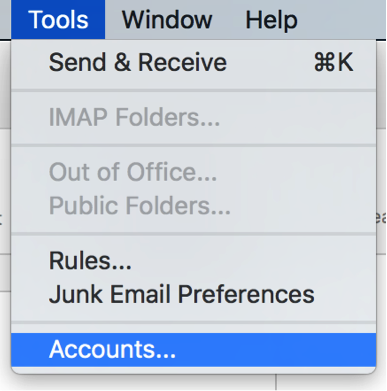 Tools Window Help
Send & Receive ⌘K
IMAP Folders...
Out of Office...
Public Folders...
Rules...
Junk Email Preferences
Accounts...